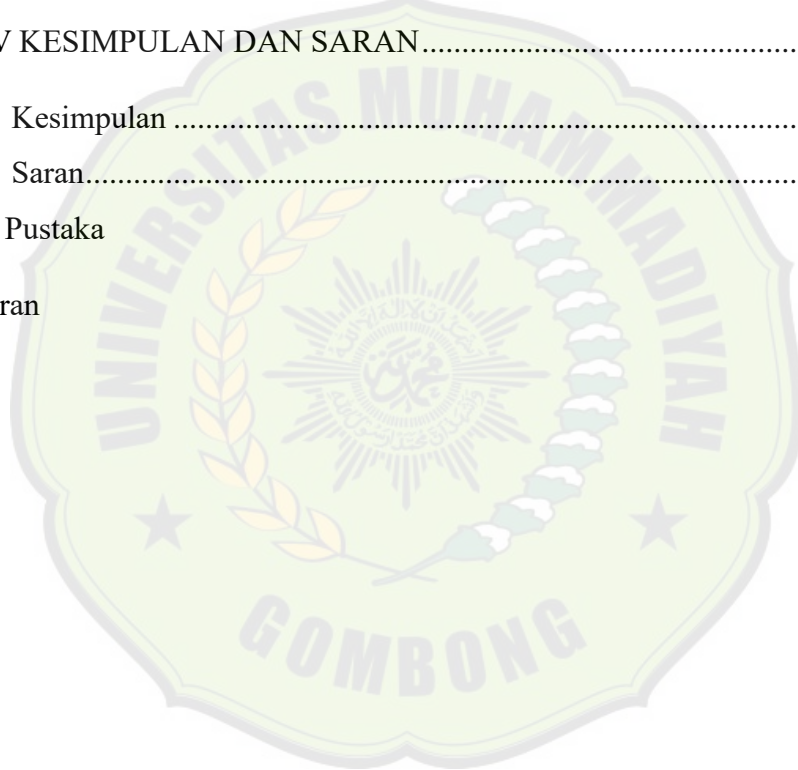 V KESIMPULAN DAN SARAN....................................................
Kesimpulan ....................................................................
Saran..............................................................................
Pustaka
ran
UNIVERSITAS MUHAMMADIYAH
GOMBONG